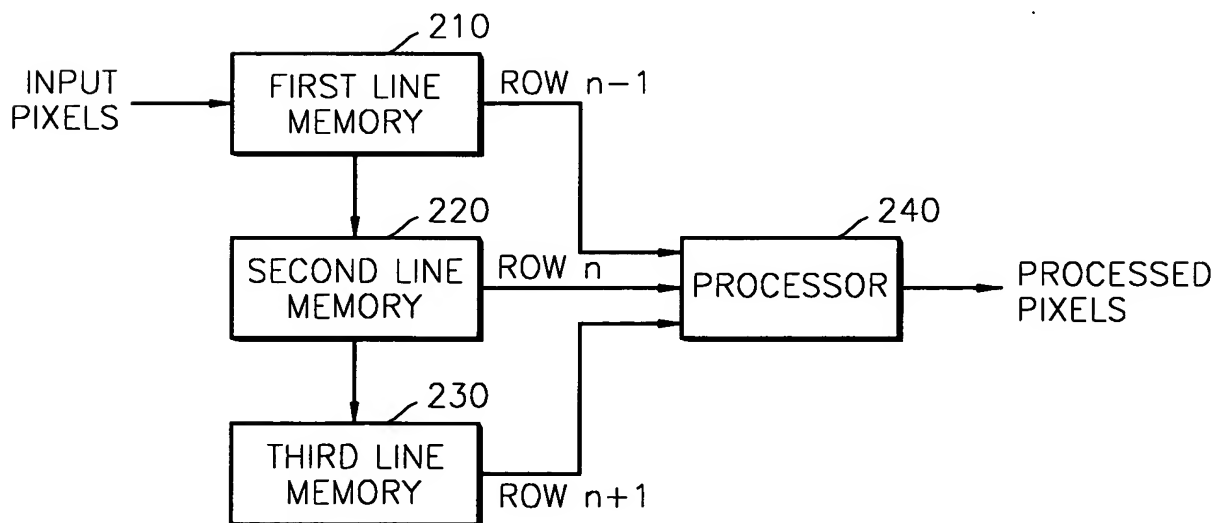 210
INPUT
PIXELS
FIRST LINE
MEMORY
ROW n-1
220
SECOND LINE
MEMORY
ROW n
240
PROCESSOR
PROCESSED
PIXELS
230
THIRD LINE
MEMORY
ROW n+1